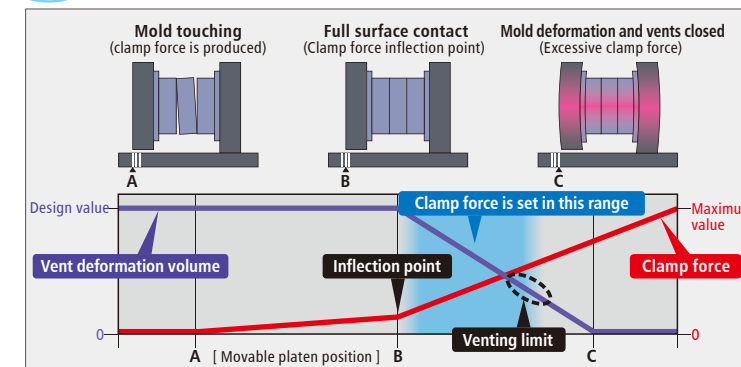 Mold touching
(clamp force is produced)
Full surface contact
(Clamp force inflection point)
Mold deformation and vents closed
(Excessive clamp force)
A
B
C
Design value
Clamp force is set in this range
Maximu
value
Vent deformation volume
Inflection point
Clamp force
Venting limit
0
0
A
[ Movable platen position ]
B
C